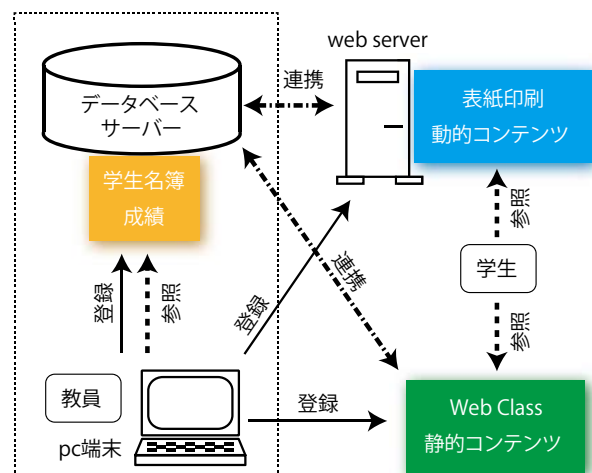 web server
データベース
サーバー
連携
表紙印刷
動的コンテンツ
学生名簿
成績
参照
学生
連携
登録
参照
登録
参照
教員
pc端末
登録
Web Class
静的コンテンツ